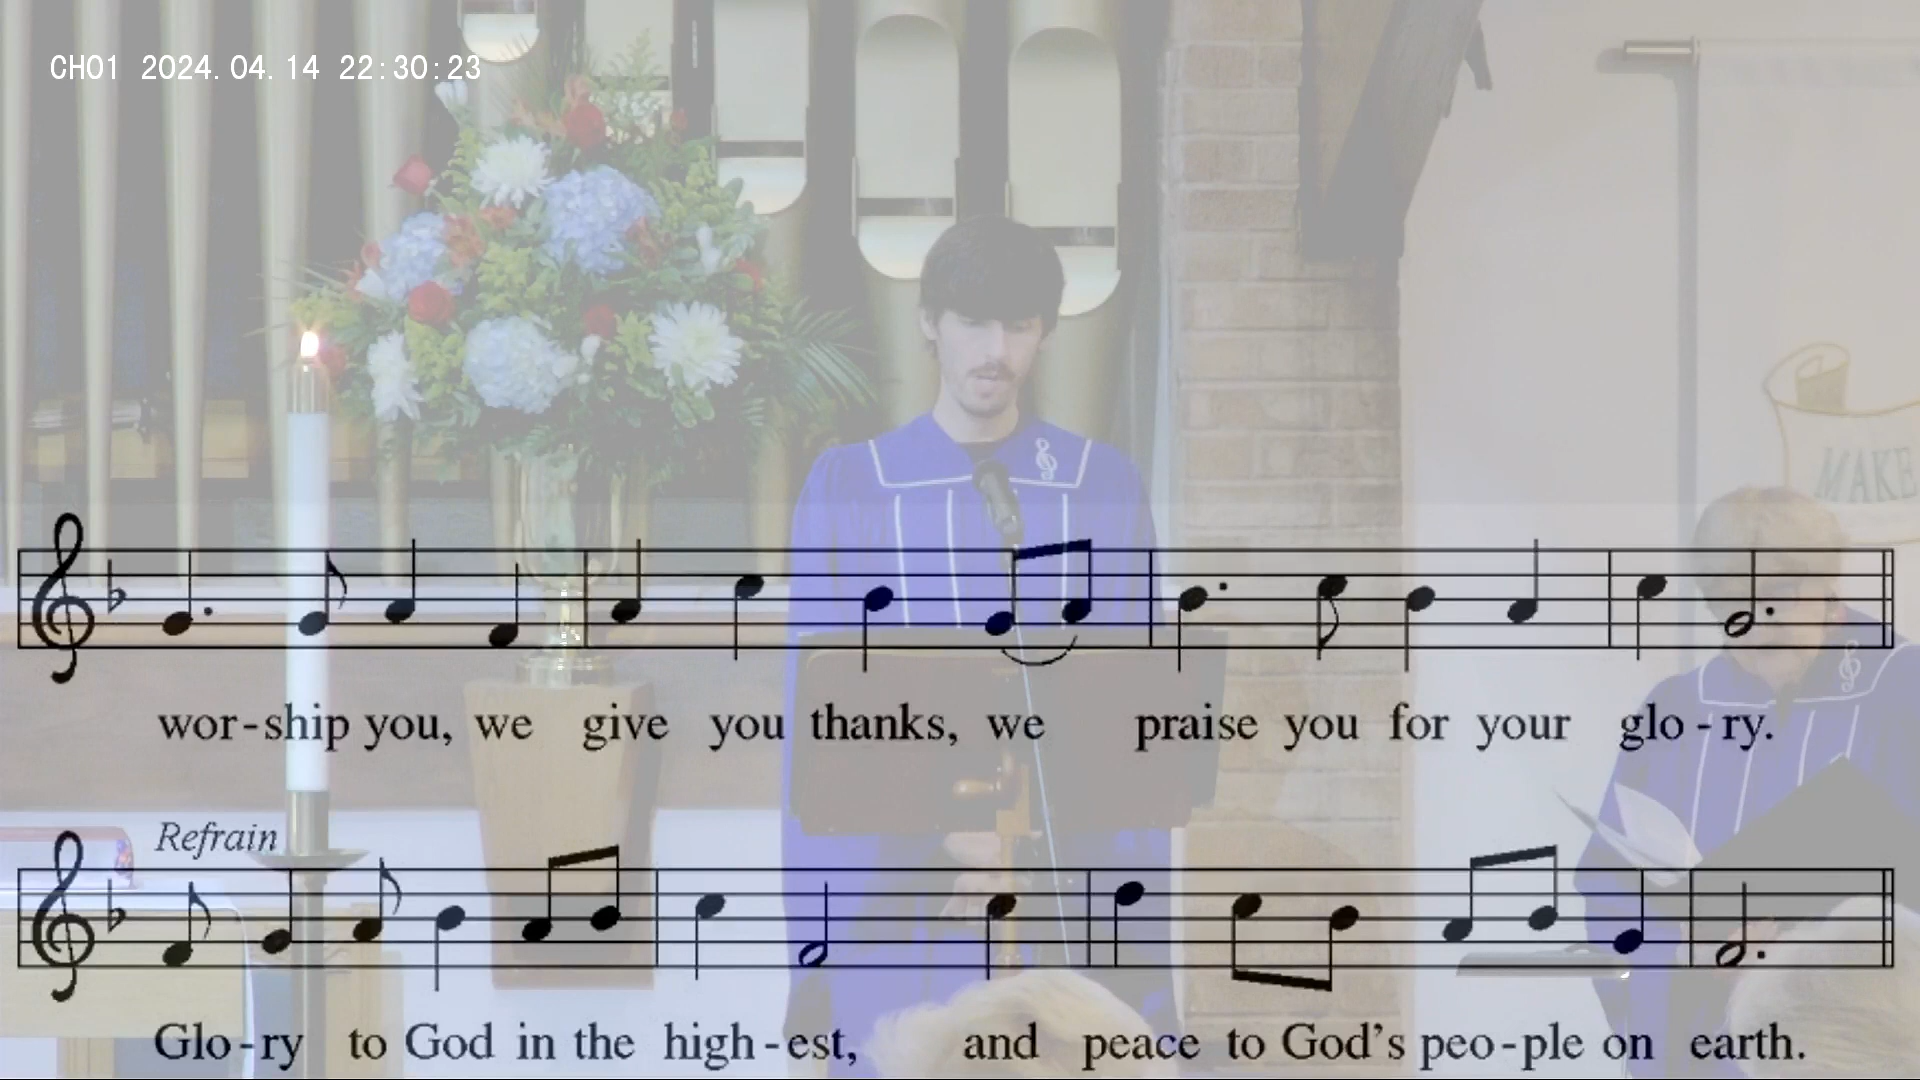 CH01 2024.04.14 22:30:23
MAKE
wor-ship you, we give you thanks, we praise you for your glo-ry.
Refrain
Glo-ry to God in the high-est, and peace to God's peo-ple on earth.